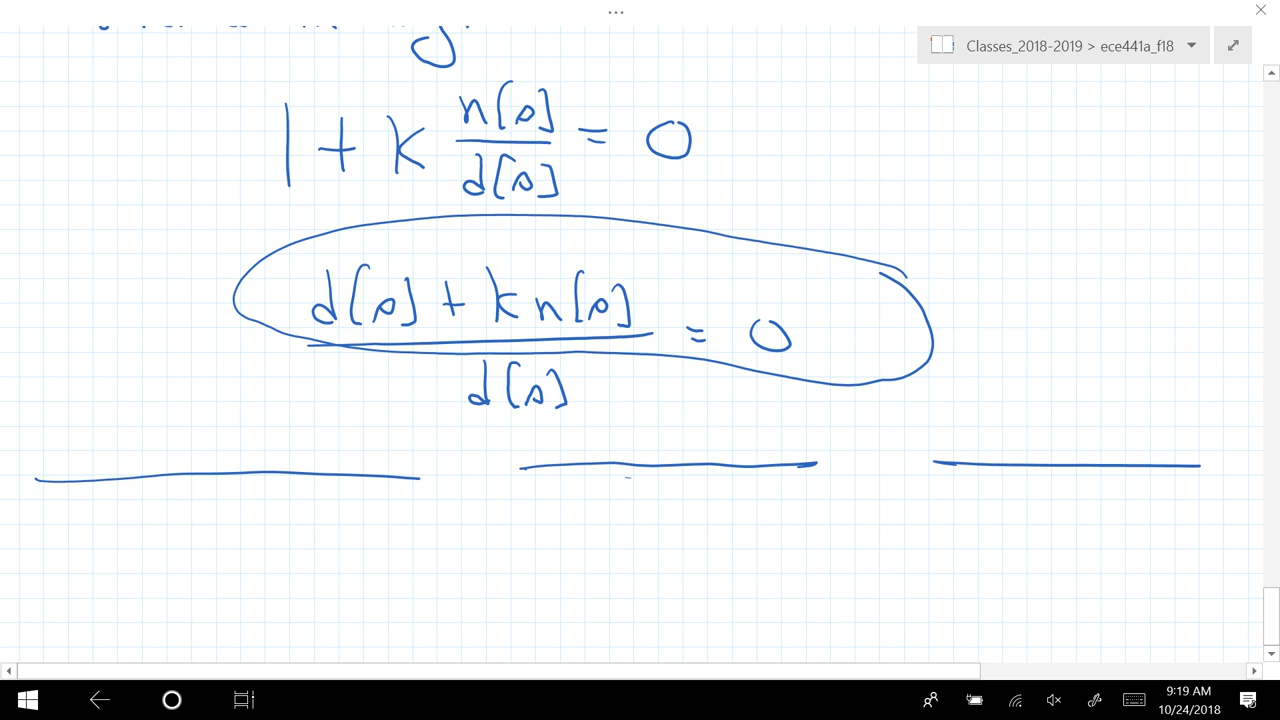 Classes_2018-2019 > ece441a_f18
1 + k n[s]/d[s] = 0
d[s] + k n[s] / d[s] = 0
9:19 AM
10/24/2018